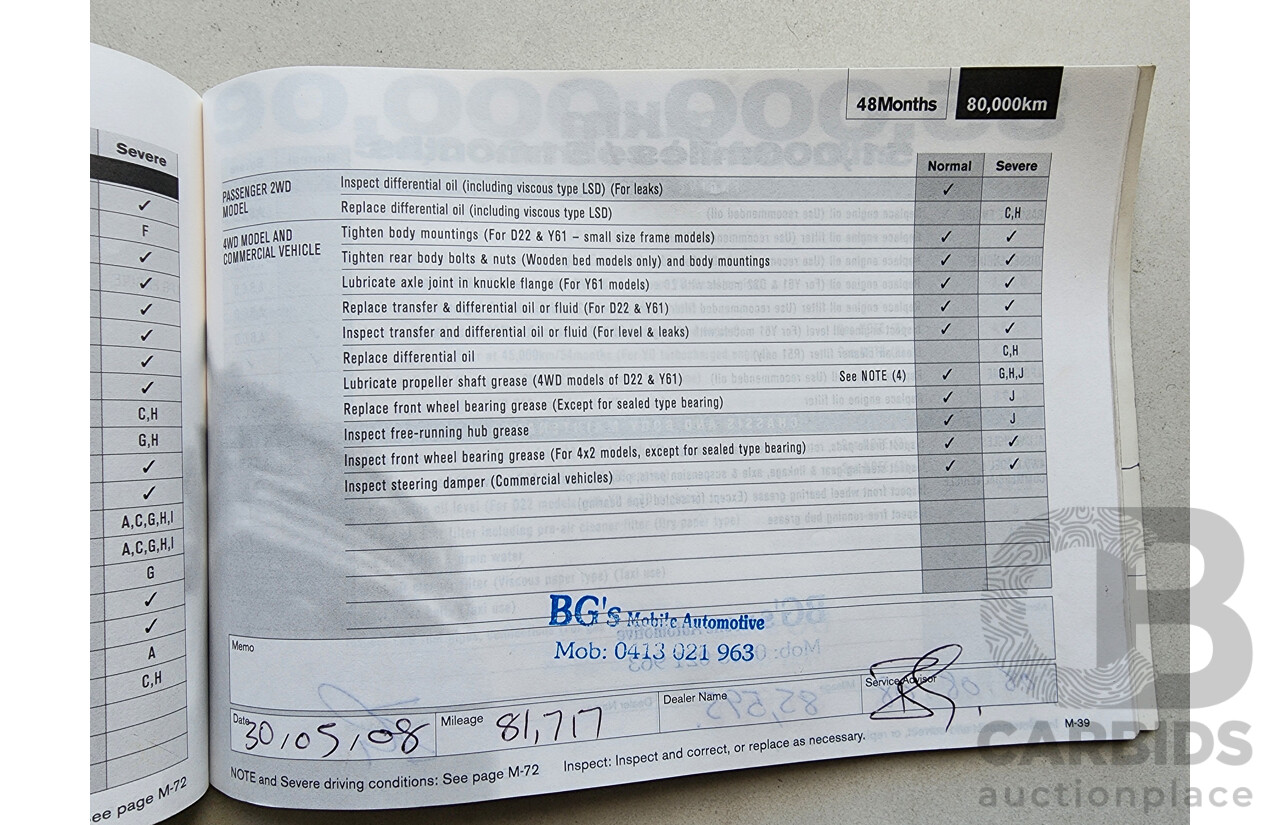 Severe
✓
F
✓
✓
✓
✓
✓
✓
C,H
G,H
✓
✓
A,C,G,H,I
A,C,G,H,I
G
✓
✓
A
C,H
ee page M-72
48Months 80,000km
Normal Severe
PASSENGER 2WD MODEL
Inspect differential oil (including viscous type LSD) (For leaks) ✓
Replace differential oil (including viscous type LSD) C,H
4WD MODEL AND COMMERCIAL VEHICLE
Tighten body mountings (For D22 & Y61 – small size frame models) ✓ ✓
Tighten rear body bolts & nuts (Wooden bed models only) and body mountings ✓ ✓
Lubricate axle joint in knuckle flange (For Y61 models) ✓ ✓
Replace transfer & differential oil or fluid (For D22 & Y61) ✓ ✓
Inspect transfer and differential oil or fluid (For level & leaks) ✓ ✓
Replace differential oil C,H
Lubricate propeller shaft grease (4WD models of D22 & Y61) See NOTE (4) ✓ G,H,J
Replace front wheel bearing grease (Except for sealed type bearing) ✓ J
Inspect free-running hub grease ✓ J
Inspect front wheel bearing grease (For 4x2 models, except for sealed type bearing) ✓ ✓
Inspect steering damper (Commercial vehicles) ✓ ✓
BG's Mobile Automotive
Mob: 0413 021 963
Memo
Date 30,05,08 Mileage 81,717 Dealer Name Service Advisor
NOTE and Severe driving conditions: See page M-72 Inspect: Inspect and correct, or replace as necessary.
M-39
CARBIDS
auctionplace